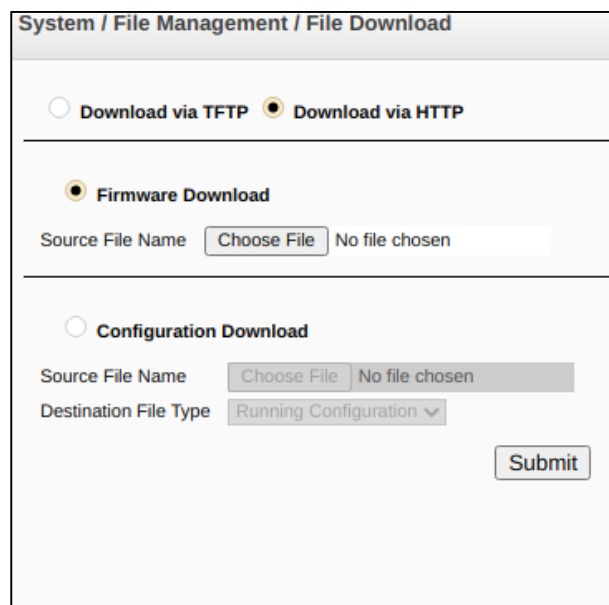 System / File Management / File Download
Download via TFTP Download via HTTP
Firmware Download
Source File Name Choose File No file chosen
Configuration Download
Source File Name Choose File No file chosen
Destination File Type Running Configuration
Submit